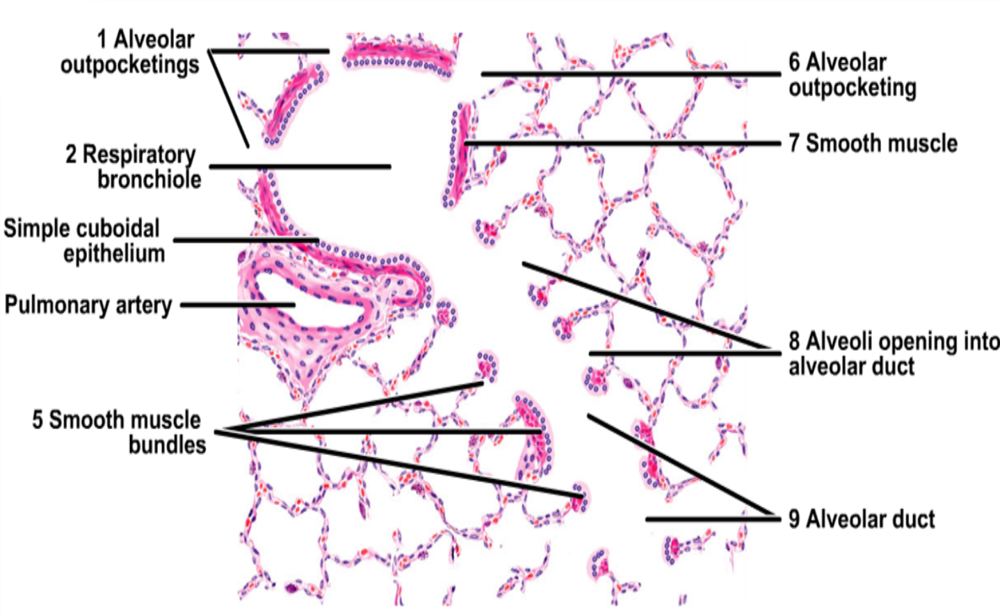 1 Alveolar
outpocketings
2 Respiratory
bronchiole
Simple cuboidal
epithelium
Pulmonary artery
5 Smooth muscle
bundles
6 Alveolar
outpocketing
7 Smooth muscle
8 Alveoli opening into
alveolar duct
9 Alveolar duct